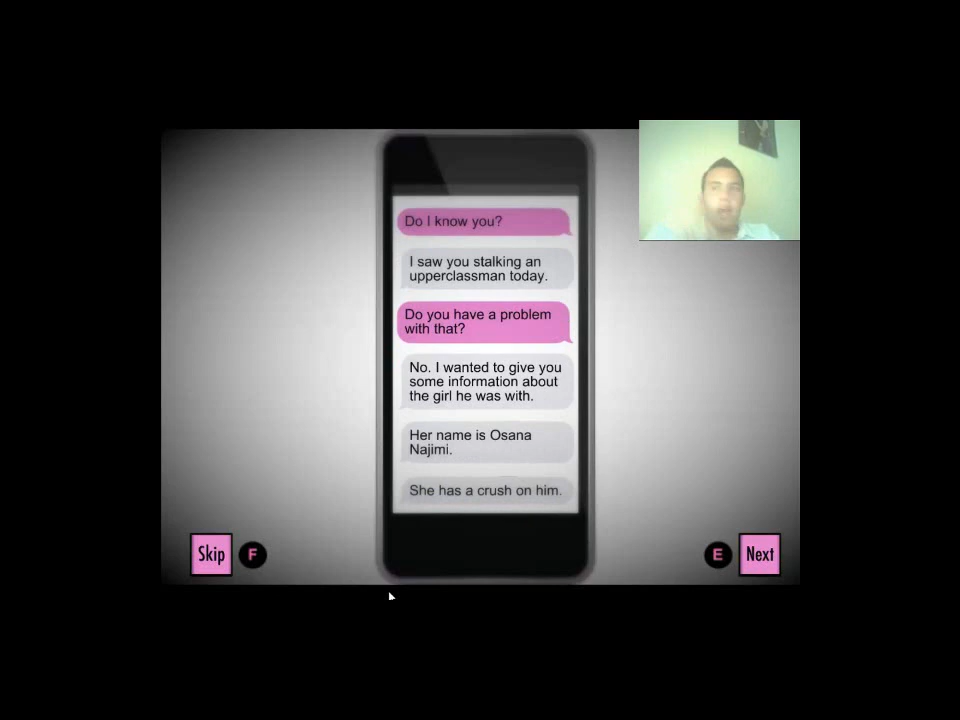 Do I know you?
I saw you stalking an
upperclassman today.
Do you have a problem
with that?
No. I wanted to give you
some information about
the girl he was with.
Her name is Osana
Najimi.
She has a crush on him.
Skip
F
E
Next